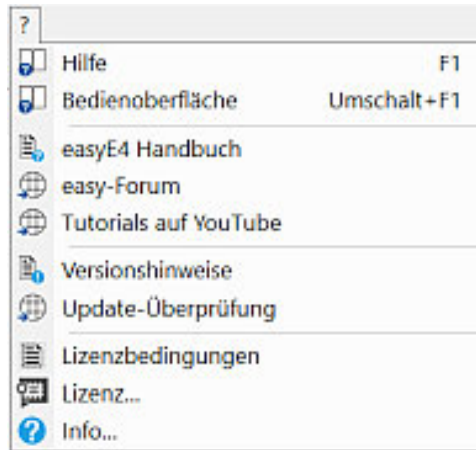 ?
Hilfe F1
Bedienoberfläche Umschalt+F1
easyE4 Handbuch
easy-Forum
Tutorials auf YouTube
Versionshinweise
Update-Überprüfung
Lizenzbedingungen
Lizenz...
Info...